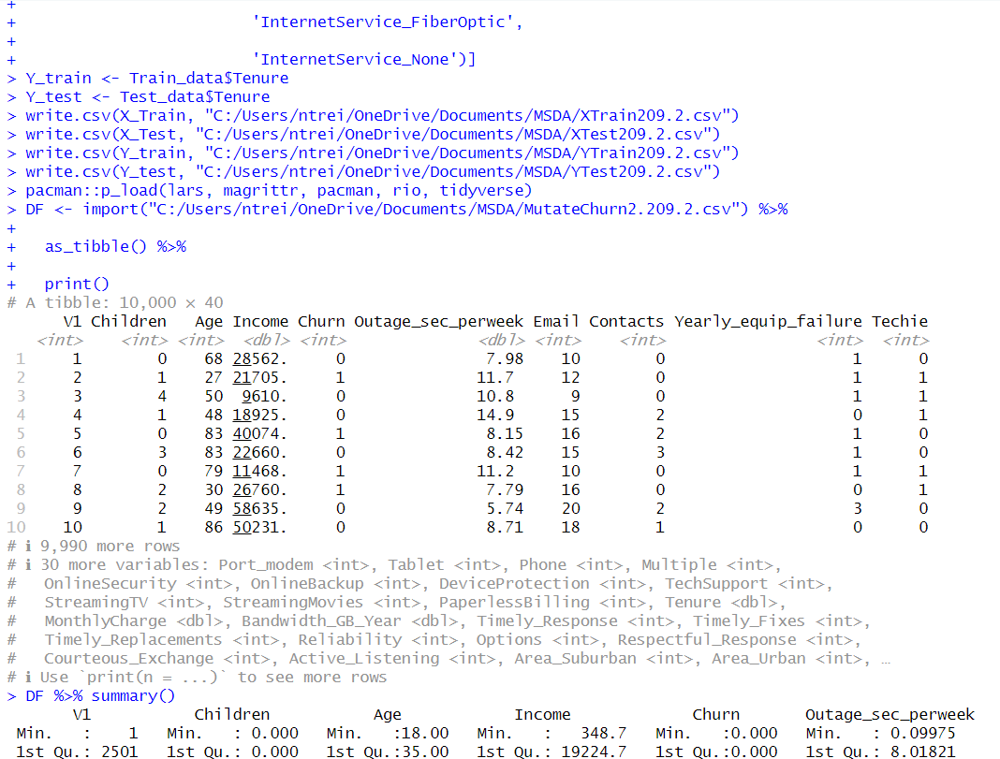 +
+                          'InternetService_FiberOptic',
+
+                          'InternetService_None')]
> Y_train <- Train_data$Tenure
> Y_test <- Test_data$Tenure
> write.csv(X_Train, "C:/Users/ntrei/OneDrive/Documents/MSDA/XTrain209.2.csv")
> write.csv(X_Test, "C:/Users/ntrei/OneDrive/Documents/MSDA/XTest209.2.csv")
> write.csv(Y_train, "C:/Users/ntrei/OneDrive/Documents/MSDA/YTrain209.2.csv")
> write.csv(Y_test, "C:/Users/ntrei/OneDrive/Documents/MSDA/YTest209.2.csv")
> pacman::p_load(lars, magrittr, pacman, rio, tidyverse)
> DF <- import("C:/Users/ntrei/OneDrive/Documents/MSDA/MutateChurn2.209.2.csv") %>%
+
+   as_tibble() %>%
+
+   print()
# A tibble: 10,000 × 40
      V1 Children   Age Income Churn Outage_sec_perweek Email Contacts Yearly_equip_failure Techie
   <int>    <int> <int>  <dbl> <int>              <dbl> <int>    <int>                <int>  <int>
 1     1        0    68 28562.     0               7.98    10        0                    1      0
 2     2        1    27 21705.     1              11.7     12        0                    1      1
 3     3        4    50  9610.     0              10.8      9        0                    1      1
 4     4        1    48 18925.     0              14.9     15        2                    0      1
 5     5        0    83 40074.     1               8.15    16        2                    1      0
 6     6        3    83 22660.     0               8.42    15        3                    1      0
 7     7        0    79 11468.     1              11.2     10        0                    1      1
 8     8        2    30 26760.     1               7.79    16        0                    0      1
 9     9        2    49 58635.     0               5.74    20        2                    3      0
10    10        1    86 50231.     0               8.71    18        1                    0      0
# ℹ 9,990 more rows
# ℹ 30 more variables: Port_modem <int>, Tablet <int>, Phone <int>, Multiple <int>,
#   OnlineSecurity <int>, OnlineBackup <int>, DeviceProtection <int>, TechSupport <int>,
#   StreamingTV <int>, StreamingMovies <int>, PaperlessBilling <int>, Tenure <dbl>,
#   MonthlyCharge <dbl>, Bandwidth_GB_Year <dbl>, Timely_Response <int>, Timely_Fixes <int>,
#   Timely_Replacements <int>, Reliability <int>, Options <int>, Respectful_Response <int>,
#   Courteous_Exchange <int>, Active_Listening <int>, Area_Suburban <int>, Area_Urban <int>, …
# ℹ Use `print(n = ...)` to see more rows
> DF %>% summary()
       V1           Children           Age            Income             Churn       Outage_sec_perweek
 Min.   :    1   Min.   : 0.000   Min.   :18.00   Min.   :   348.7   Min.   :0.000   Min.   : 0.09975
 1st Qu.: 2501   1st Qu.: 0.000   1st Qu.:35.00   1st Qu.: 19224.7   1st Qu.:0.000   1st Qu.: 8.01821